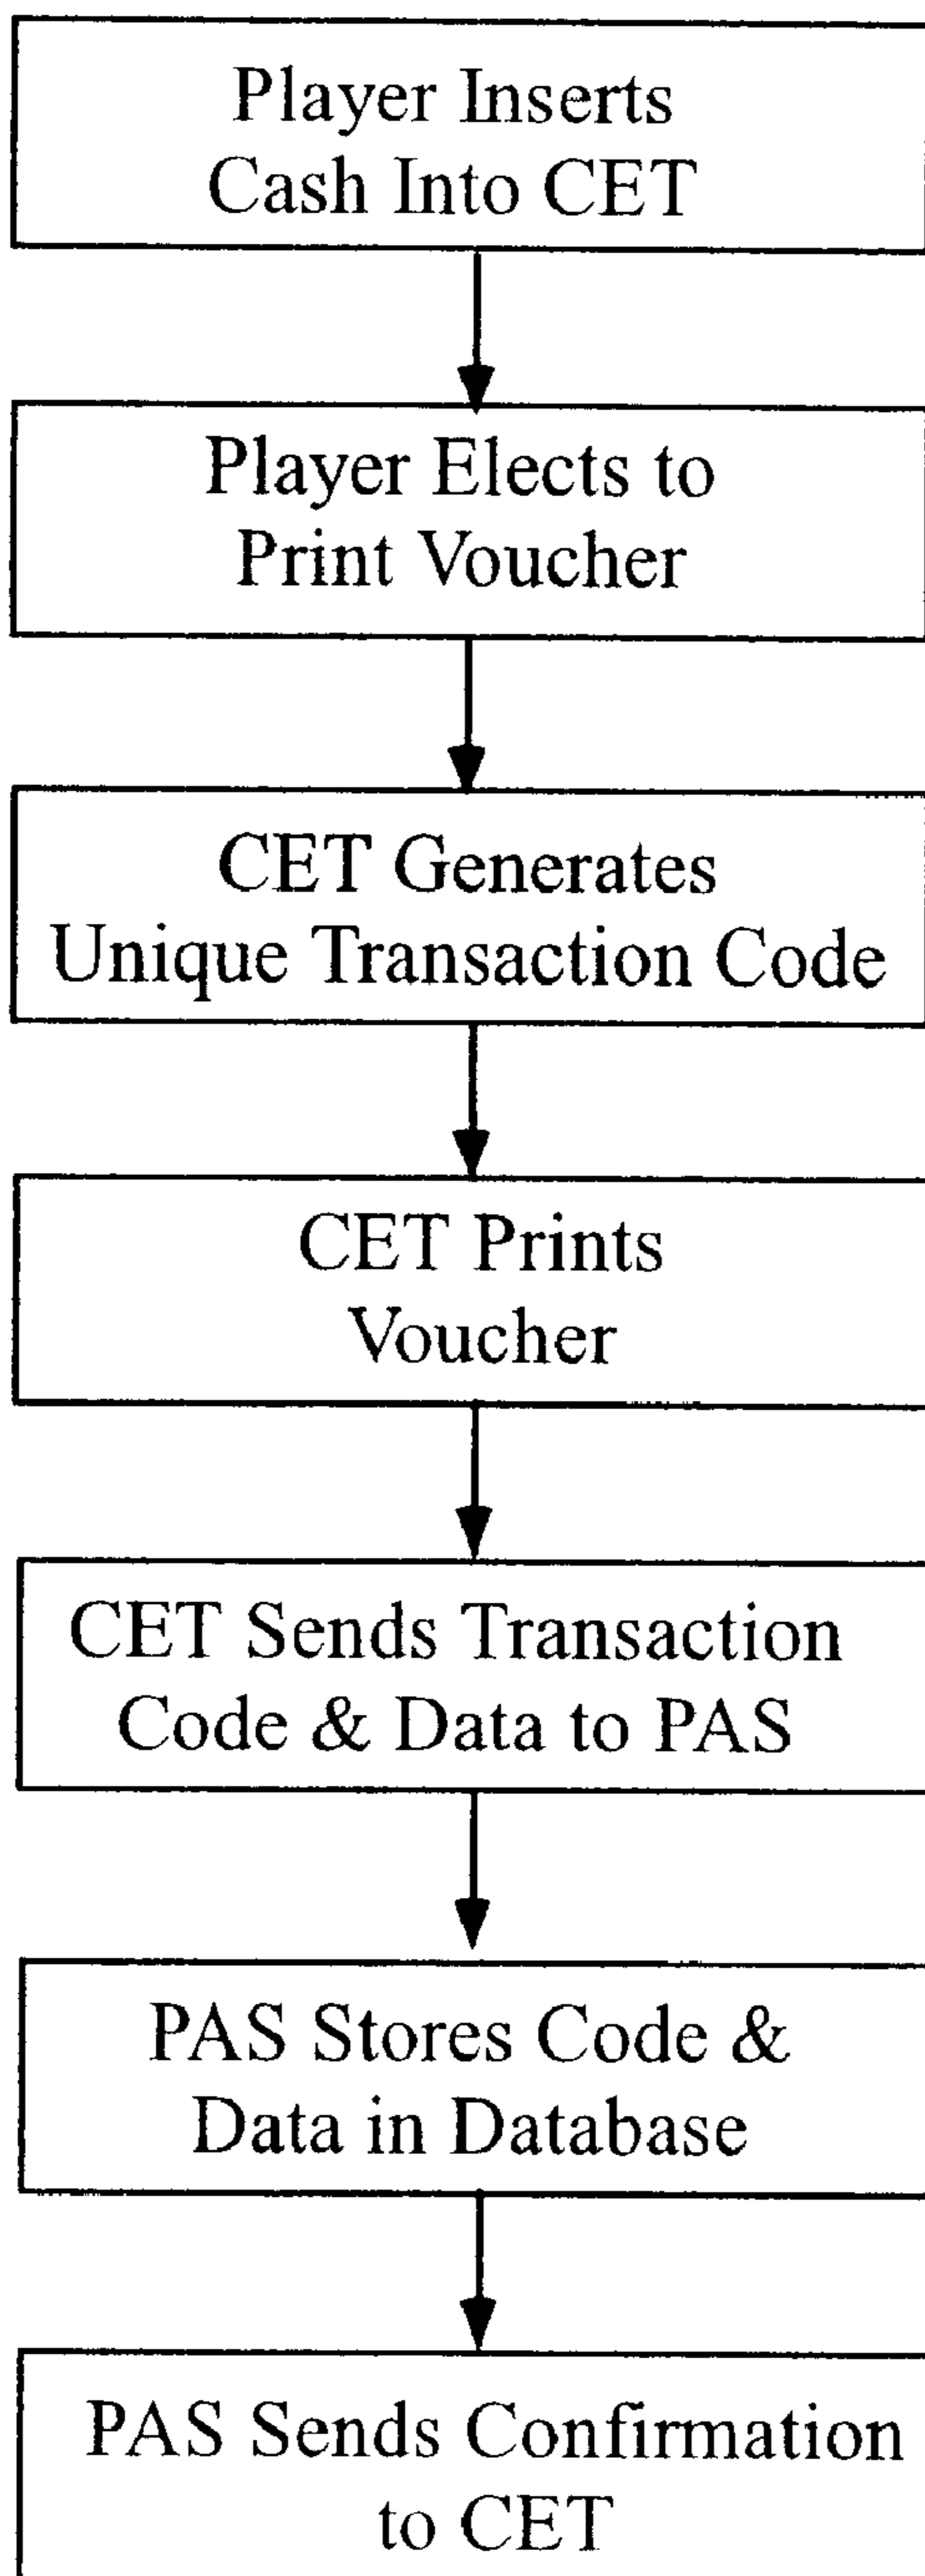 Player Inserts
Cash Into CET
Player Elects to
Print Voucher
CET Generates
Unique Transaction Code
CET Prints
Voucher
CET Sends Transaction
Code & Data to PAS
PAS Stores Code &
Data in Database
PAS Sends Confirmation
to CET